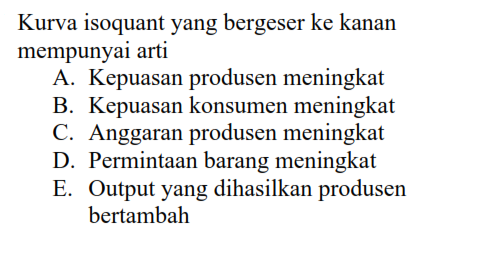 Kurva isoquant yang bergeser ke kanan
mempunyai arti
A. Kepuasan produsen meningkat
B. Kepuasan konsumen meningkat
C. Anggaran produsen meningkat
D. Permintaan barang meningkat
E. Output yang dihasilkan produsen
bertambah